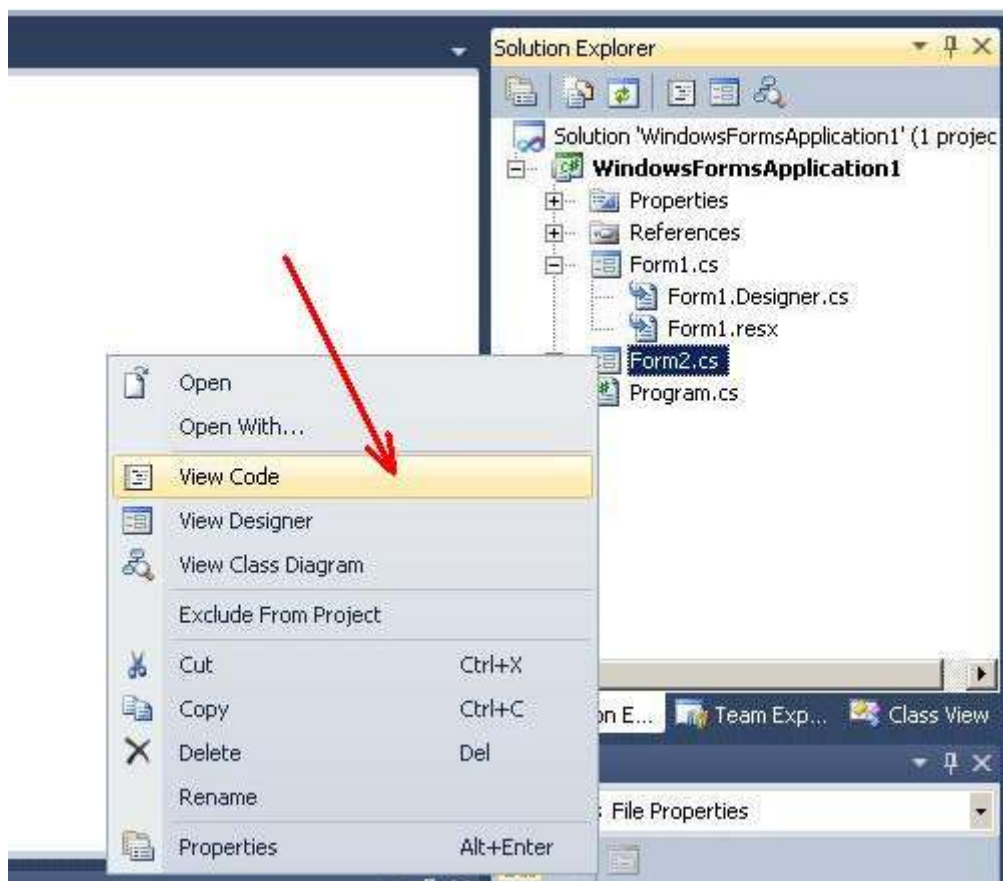 Solution Explorer
Solution 'WindowsFormsApplication1' (1 projec
WindowsFormsApplication1
Properties
References
Form1.cs
Form1.Designer.cs
Form1.resx
Form2.cs
Program.cs
Open
Open With...
View Code
View Designer
View Class Diagram
Exclude From Project
Cut Ctrl+X
Copy Ctrl+C
Delete Del
Rename
Properties Alt+Enter
on E... Team Exp... Class View
File Properties